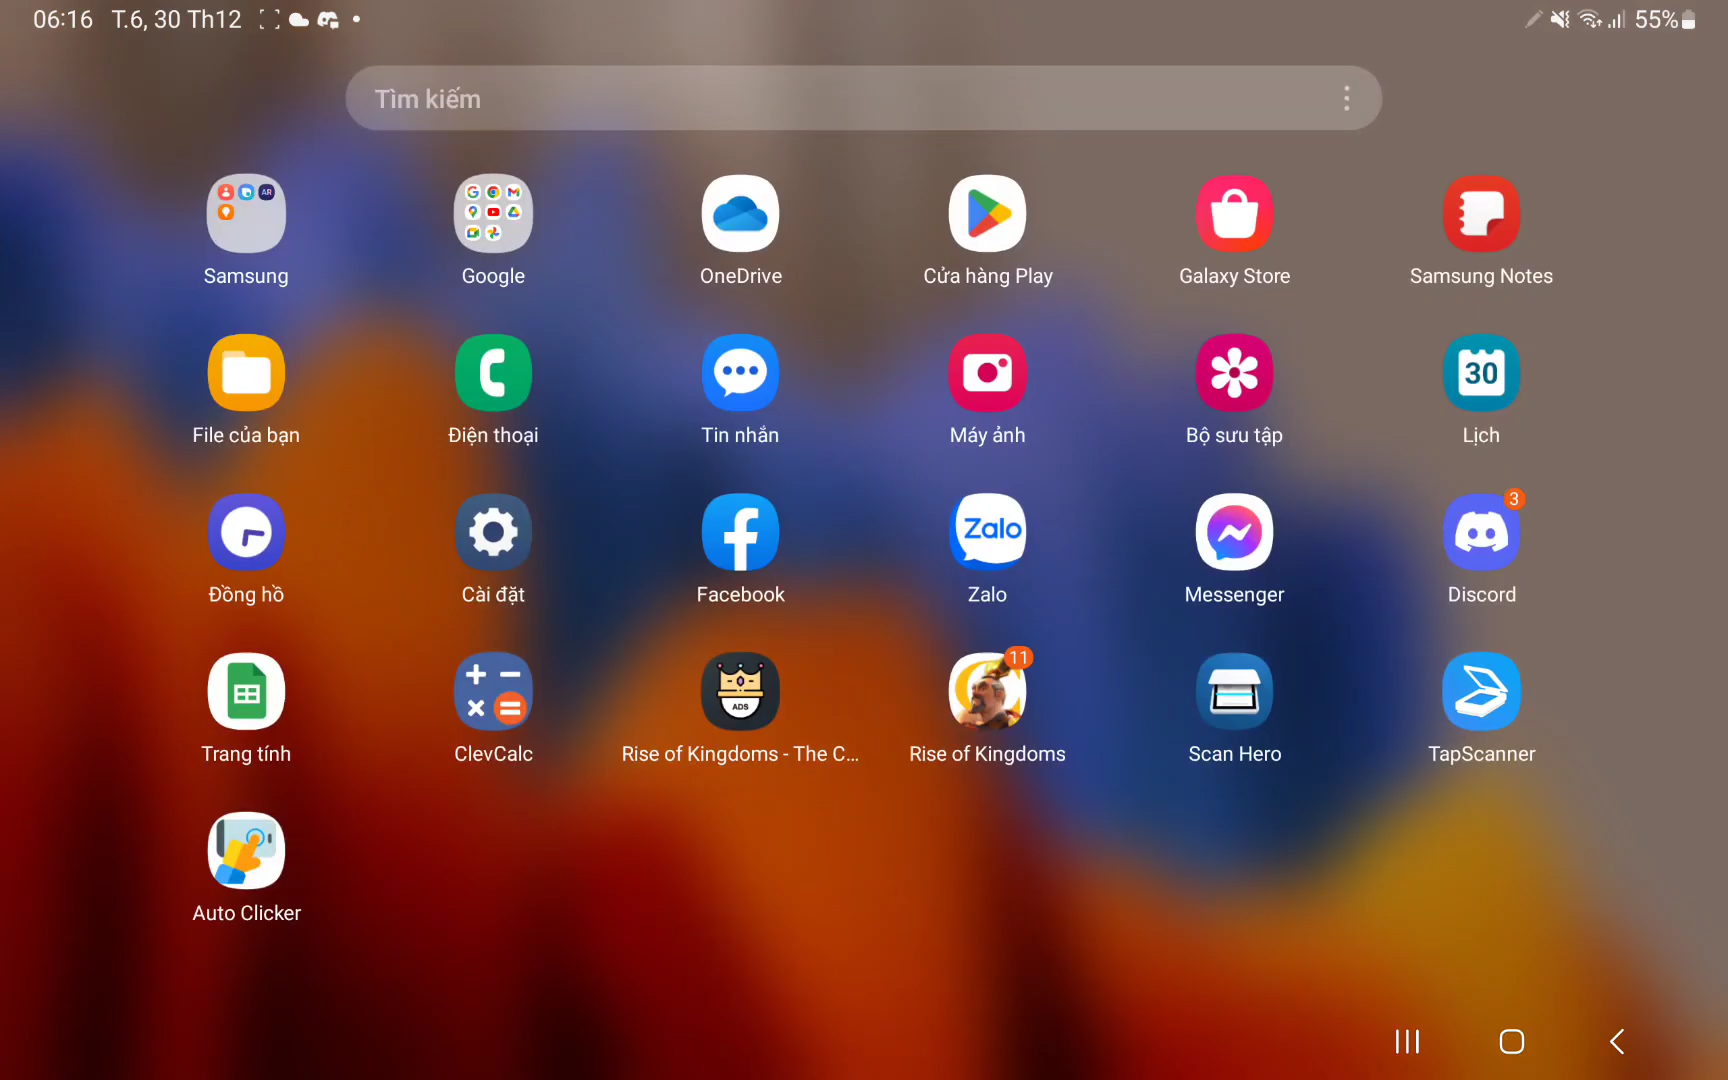 06:16 T.6, 30 Th12 55%
Tìm kiếm
AR
Samsung Google OneDrive Cửa hàng Play Galaxy Store Samsung Notes
30
File của bạn Điện thoại Tin nhắn Máy ảnh Bộ sưu tập Lịch
Zalo 3
Đồng hồ Cài đặt Facebook Zalo Messenger Discord
ADS 11
Trang tính ClevCalc Rise of Kingdoms - The C... Rise of Kingdoms Scan Hero TapScanner
Auto Clicker